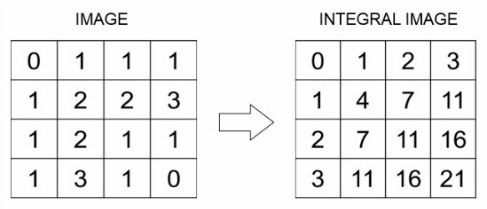 IMAGE INTEGRAL IMAGE
0 1 1 1 0 1 2 3
1 2 2 3 1 4 7 11
1 2 1 1 2 7 11 16
1 3 1 0 3 11 16 21